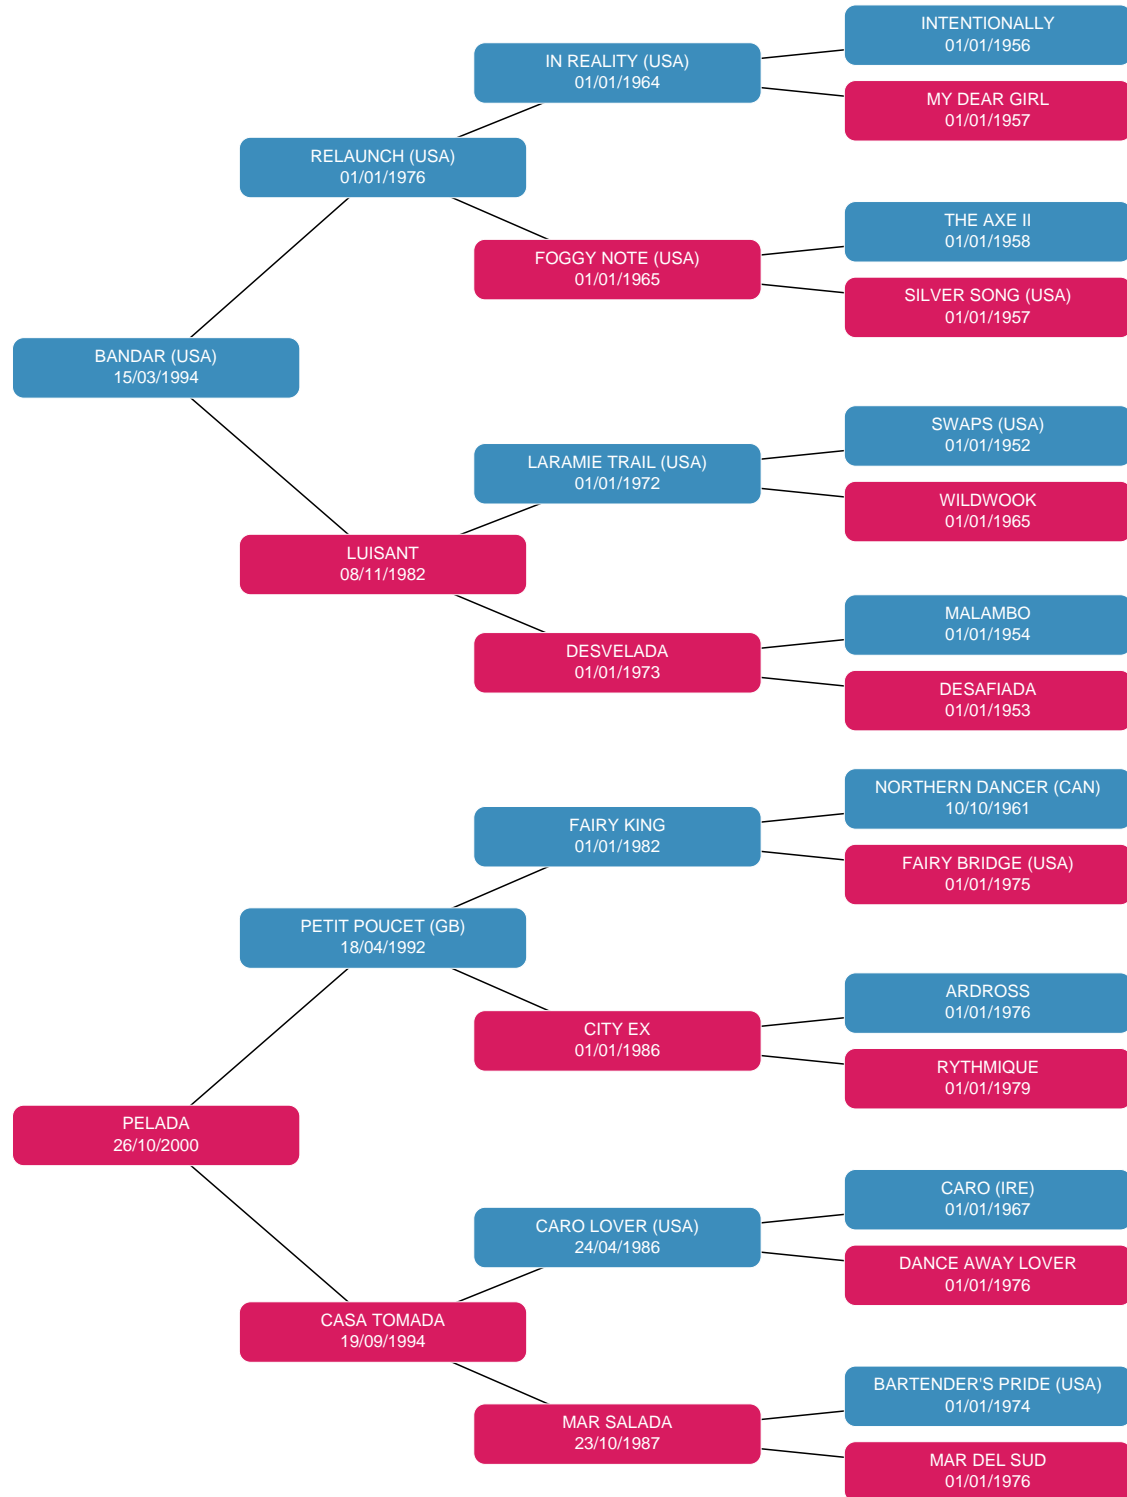 INTENTIONALLY
01/01/1956
IN REALITY (USA)
01/01/1964
MY DEAR GIRL
01/01/1957
RELAUNCH (USA)
01/01/1976
THE AXE II
01/01/1958
FOGGY NOTE (USA)
01/01/1965
SILVER SONG (USA)
01/01/1957
BANDAR (USA)
15/03/1994
SWAPS (USA)
01/01/1952
LARAMIE TRAIL (USA)
01/01/1972
WILDWOOK
01/01/1965
LUISANT
08/11/1982
MALAMBO
01/01/1954
DESVELADA
01/01/1973
DESAFIADA
01/01/1953
NORTHERN DANCER (CAN)
10/10/1961
FAIRY KING
01/01/1982
FAIRY BRIDGE (USA)
01/01/1975
PETIT POUCET (GB)
18/04/1992
ARDROSS
01/01/1976
CITY EX
01/01/1986
RYTHMIQUE
01/01/1979
PELADA
26/10/2000
CARO (IRE)
01/01/1967
CARO LOVER (USA)
24/04/1986
DANCE AWAY LOVER
01/01/1976
CASA TOMADA
19/09/1994
BARTENDER'S PRIDE (USA)
01/01/1974
MAR SALADA
23/10/1987
MAR DEL SUD
01/01/1976